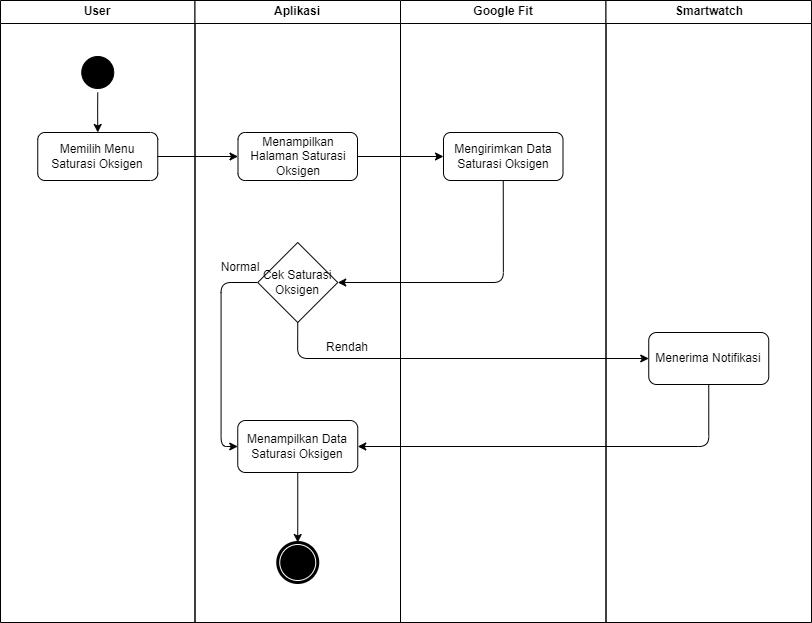 User
Aplikasi
Google Fit
Smartwatch
Memilih Menu
Saturasi Oksigen
Menampilkan
Halaman Saturasi
Oksigen
Mengirimkan Data
Saturasi Oksigen
Normal
Cek Saturasi
Oksigen
Rendah
Menerima Notifikasi
Menampilkan Data
Saturasi Oksigen